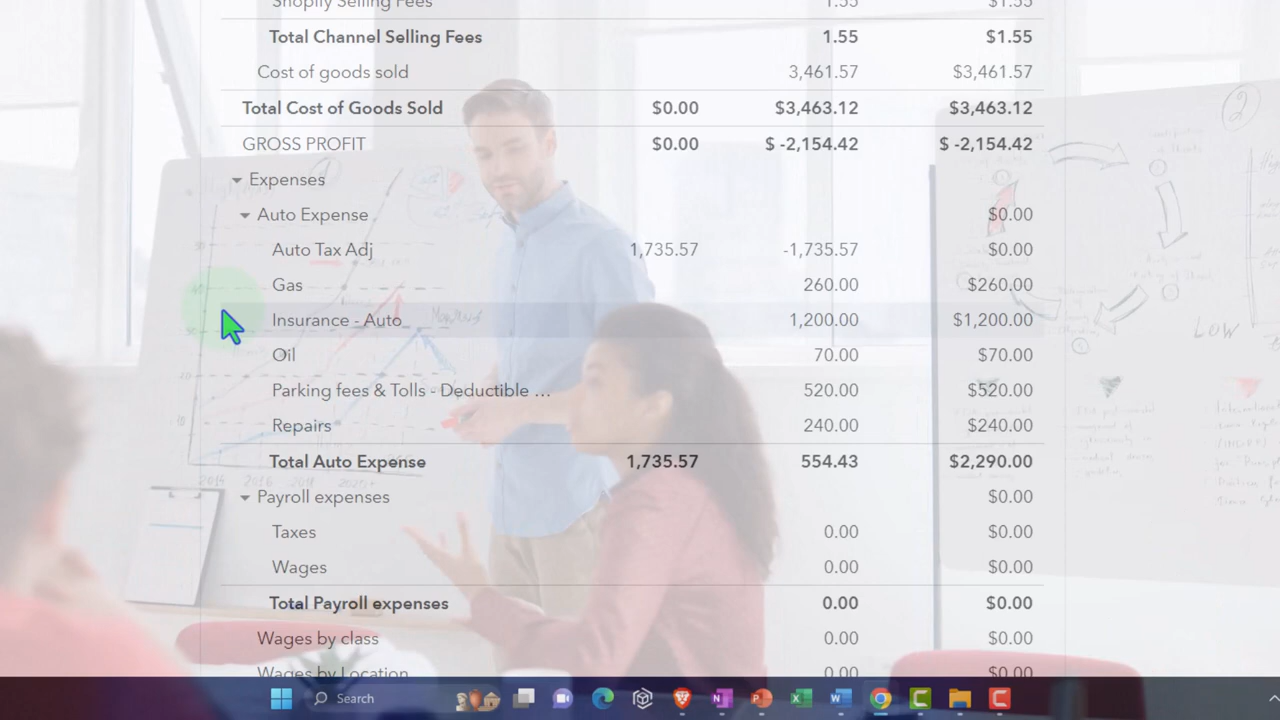 Shopify Selling Fees 1.55 $1.55
Total Channel Selling Fees 1.55 $1.55
Cost of goods sold 3,461.57 $3,461.57
Total Cost of Goods Sold $0.00 $3,463.12 $3,463.12
GROSS PROFIT $0.00 $ -2,154.42 $ -2,154.42
Expenses
Auto Expense $0.00
Auto Tax Adj 1,735.57 -1,735.57 $0.00
Gas 260.00 $260.00
Insurance - Auto 1,200.00 $1,200.00
Oil 70.00 $70.00
Parking fees & Tolls - Deductible ... 520.00 $520.00
Repairs 240.00 $240.00
Total Auto Expense 1,735.57 554.43 $2,290.00
Payroll expenses $0.00
Taxes 0.00 $0.00
Wages 0.00 $0.00
Total Payroll expenses 0.00 $0.00
Wages by class 0.00 $0.00
Wages by Location 0.00 $0.00
LOW
2
Search